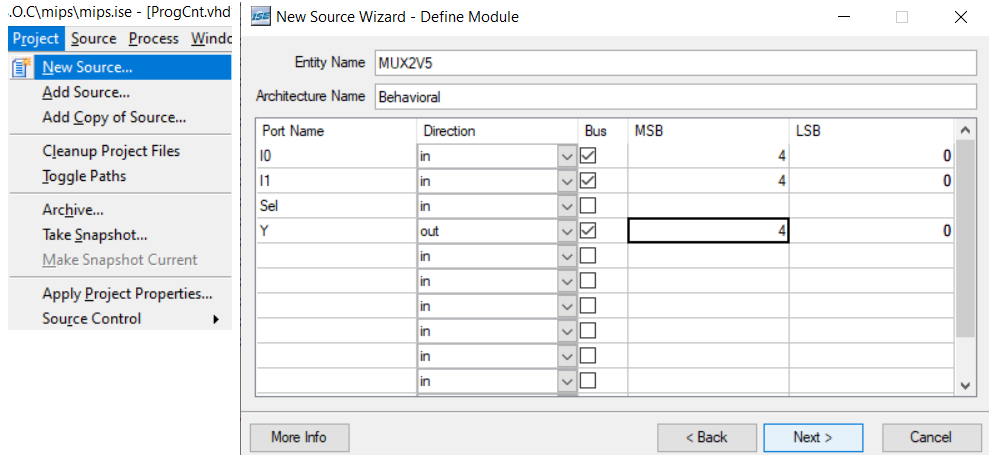 .O.C\mips\mips.ise - [ProgCnt.vhd
Project Source Process Windo
New Source...
Add Source...
Add Copy of Source...
Cleanup Project Files
Toggle Paths
Archive...
Take Snapshot...
Make Snapshot Current
Apply Project Properties...
Source Control
ISE New Source Wizard - Define Module
Entity Name MUX2V5
Architecture Name Behavioral
Port Name Direction Bus MSB LSB
I0 in 4 0
I1 in 4 0
Sel in
Y out 4 0
in
in
in
in
in
in
More Info < Back Next > Cancel